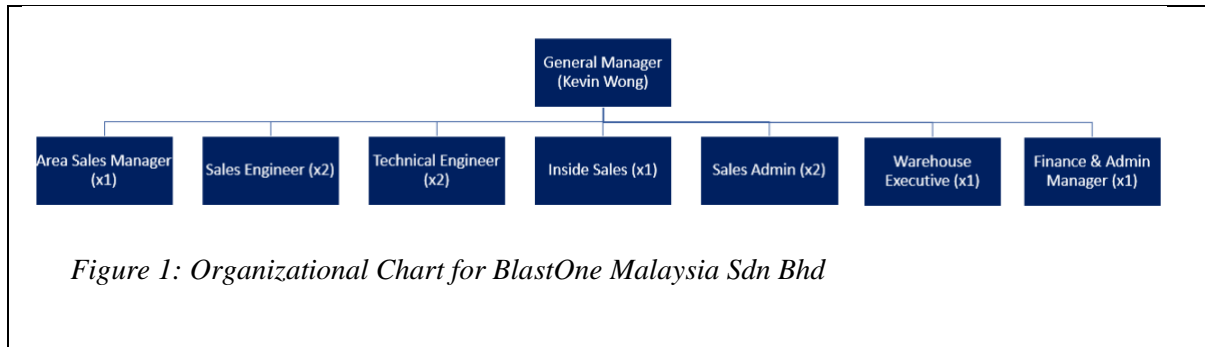 General Manager
(Kevin Wong)
Area Sales Manager
(x1)
Sales Engineer (x2)
Technical Engineer
(x2)
Inside Sales (x1)
Sales Admin (x2)
Warehouse
Executive (x1)
Finance & Admin
Manager (x1)
Figure 1: Organizational Chart for BlastOne Malaysia Sdn Bhd